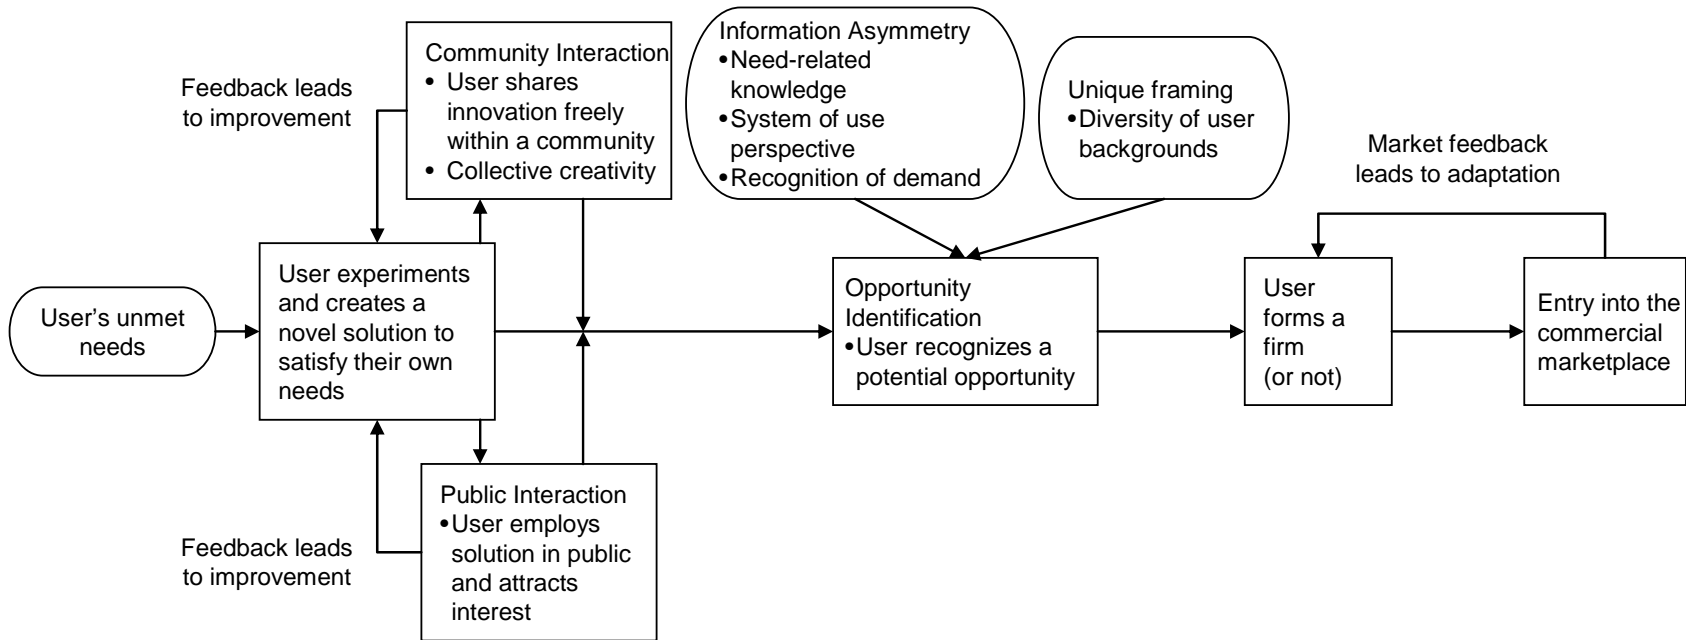 Feedback leads
to improvement
Community Interaction
• User shares
innovation freely
within a community
• Collective creativity
Information Asymmetry
•Need-related
knowledge
•System of use
perspective
•Recognition of demand
Unique framing
•Diversity of user
backgrounds
Market feedback
leads to adaptation
User’s unmet
needs
User experiments
and creates a
novel solution to
satisfy their own
needs
Opportunity
Identification
•User recognizes a
potential opportunity
User
forms a
firm
(or not)
Entry into the
commercial
marketplace
Feedback leads
to improvement
Public Interaction
•User employs
solution in public
and attracts
interest